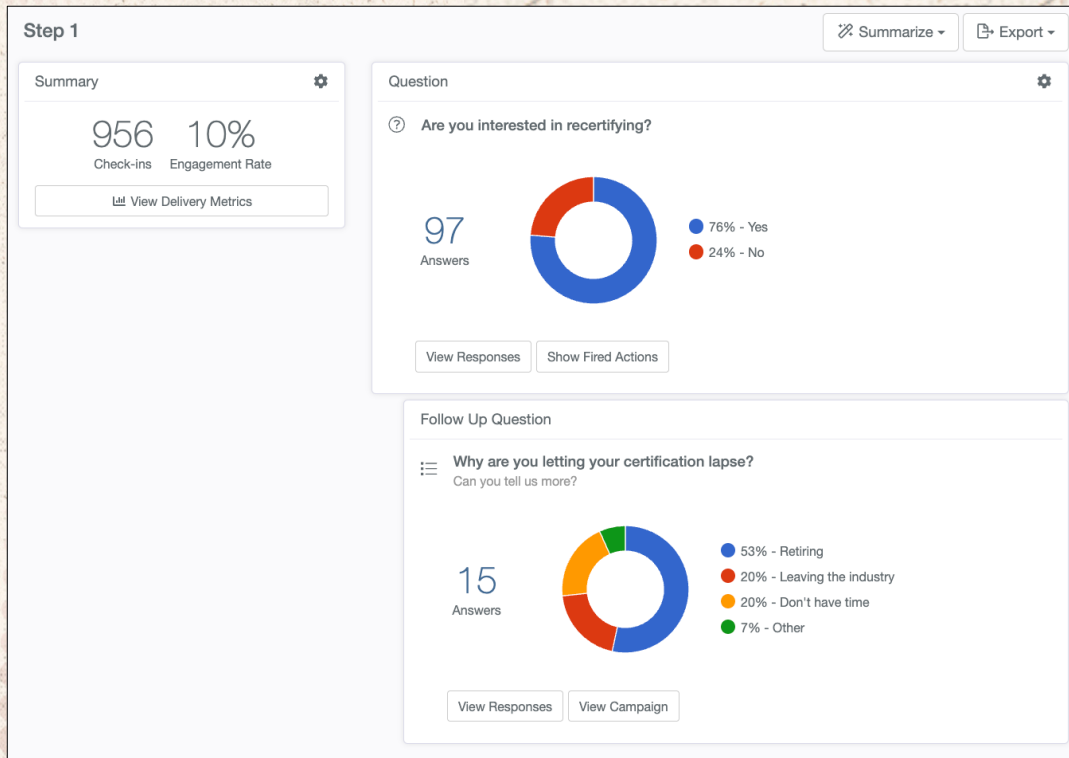 Step 1
Summarize
Export
Summary
956
10%
Check-ins
Engagement Rate
View Delivery Metrics
Question
Are you interested in recertifying?
97
Answers
76% - Yes
24% - No
View Responses
Show Fired Actions
Follow Up Question
Why are you letting your certification lapse?
Can you tell us more?
15
Answers
53% - Retiring
20% - Leaving the industry
20% - Don't have time
7% - Other
View Responses
View Campaign